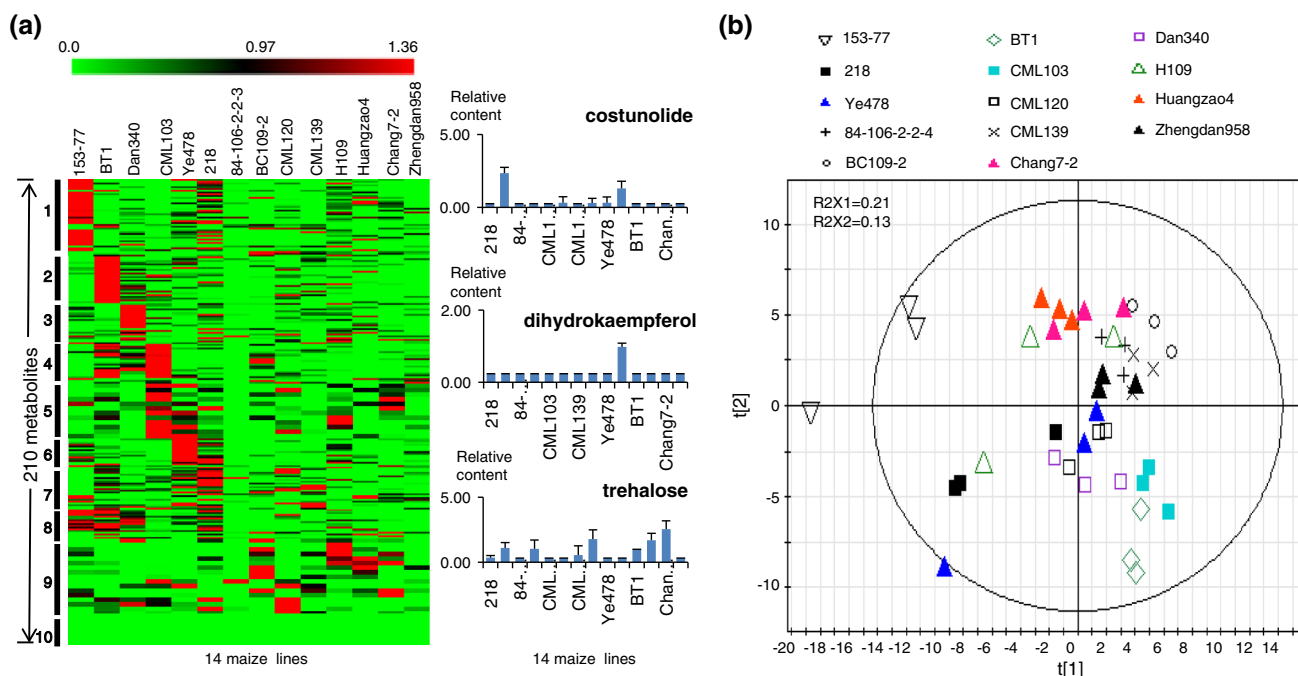 (a)
0.0 0.97 1.36
153-77
BT1
Dan340
CML103
Ye478
218
84-106-2-2-3
BC109-2
CML120
CML139
H109
Huangzao4
Chang7-2
Zhengdan958
210 metabolites
1
2
3
4
5
6
7
8
9
10
14 maize lines
Relative
content
costunolide
5.00
0.00
218
84-..
CML1..
CML1..
Ye478
BT1
Chan..
Relative
content
dihydrokaempferol
2.00
0.00
218
84-..
CML103
CML139
Ye478
BT1
Chang7-2
Relative
content
trehalose
5.00
0.00
218
84-..
CML..
CML..
Ye478
BT1
Chan..
14 maize lines
(b)
153-77
218
Ye478
84-106-2-2-4
BC109-2
BT1
CML103
CML120
CML139
Chang7-2
Dan340
H109
Huangzao4
Zhengdan958
R2X1=0.21
R2X2=0.13
t[2]
10
5
0
-5
-10
-20 -18 -16 -14 -12 -10 -8 -6 -4 -2 0 2 4 6 8 10 12 14
t[1]